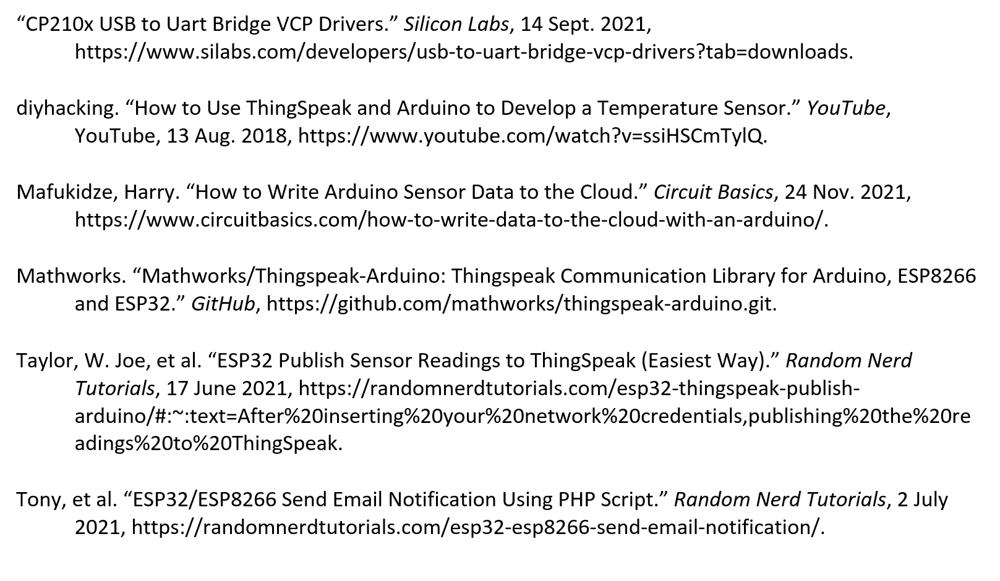 “CP210x USB to Uart Bridge VCP Drivers.” Silicon Labs, 14 Sept. 2021,
https://www.silabs.com/developers/usb-to-uart-bridge-vcp-drivers?tab=downloads.
diyhacking. “How to Use ThingSpeak and Arduino to Develop a Temperature Sensor.” YouTube,
YouTube, 13 Aug. 2018, https://www.youtube.com/watch?v=ssiHSCmTylQ.
Mafukidze, Harry. “How to Write Arduino Sensor Data to the Cloud.” Circuit Basics, 24 Nov. 2021,
https://www.circuitbasics.com/how-to-write-data-to-the-cloud-with-an-arduino/.
Mathworks. “Mathworks/Thingspeak-Arduino: Thingspeak Communication Library for Arduino, ESP8266
and ESP32.” GitHub, https://github.com/mathworks/thingspeak-arduino.git.
Taylor, W. Joe, et al. “ESP32 Publish Sensor Readings to ThingSpeak (Easiest Way).” Random Nerd
Tutorials, 17 June 2021, https://randomnerdtutorials.com/esp32-thingspeak-publish-
arduino/#:~:text=After%20inserting%20your%20network%20credentials,publishing%20the%20re
adings%20to%20ThingSpeak.
Tony, et al. “ESP32/ESP8266 Send Email Notification Using PHP Script.” Random Nerd Tutorials, 2 July
2021, https://randomnerdtutorials.com/esp32-esp8266-send-email-notification/.